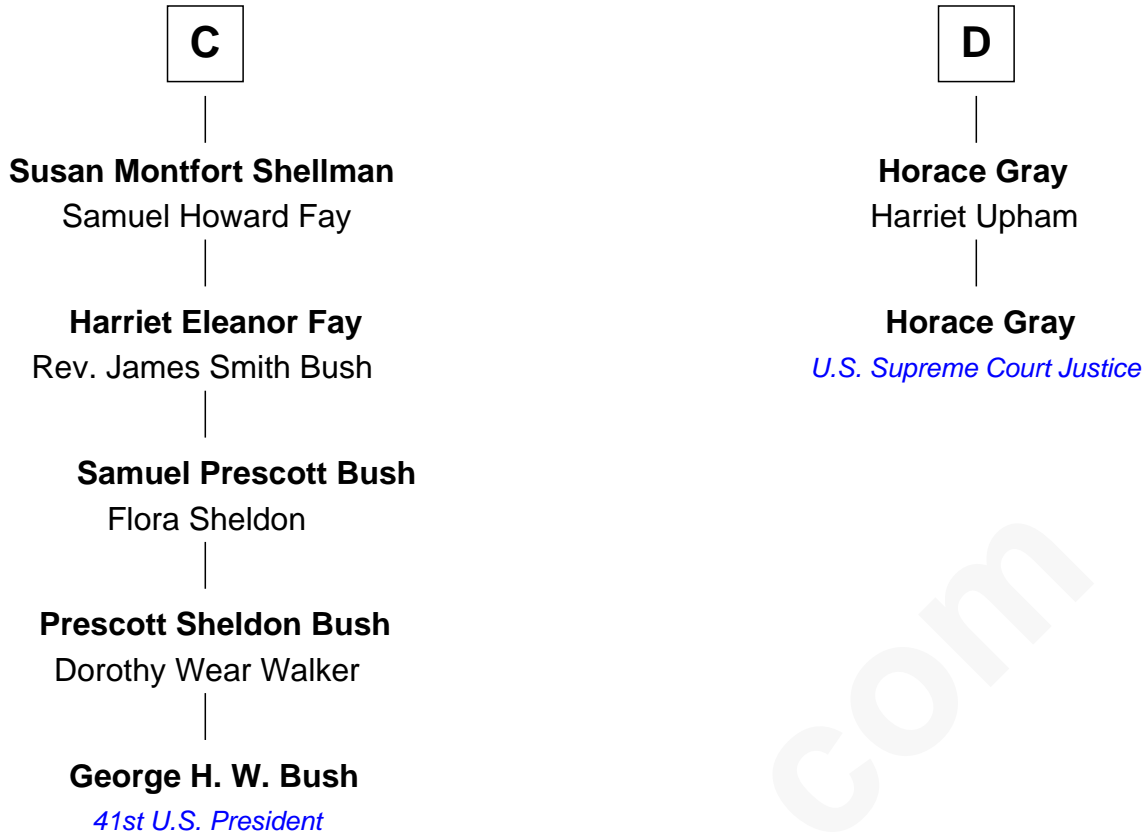 C
Susan Montfort Shellman
Samuel Howard Fay
Harriet Eleanor Fay
Rev. James Smith Bush
Samuel Prescott Bush
Flora Sheldon
Prescott Sheldon Bush
Dorothy Wear Walker
George H. W. Bush
41st U.S. President
D
Horace Gray
Harriet Upham
Horace Gray
U.S. Supreme Court Justice
com